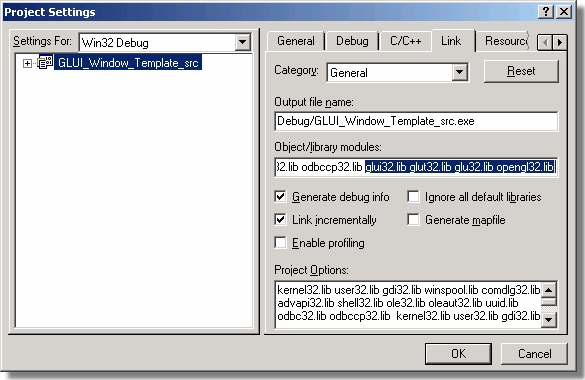 Project Settings
Settings For: Win32 Debug
GLUI_Window_Template_src
General Debug C/C++ Link Resource
Category: General Reset
Output file name:
Debug/GLUI_Window_Template_src.exe
Object/library modules:
32.lib odbccp32.lib glui32.lib glut32.lib glu32.lib opengl32.lib
Generate debug info Ignore all default libraries
Link incrementally Generate mapfile
Enable profiling
Project Options:
kernel32.lib user32.lib gdi32.lib winspool.lib comdlg32.lib
advapi32.lib shell32.lib ole32.lib oleaut32.lib uuid.lib
odbc32.lib odbccp32.lib kernel32.lib user32.lib gdi32.lib
OK Cancel